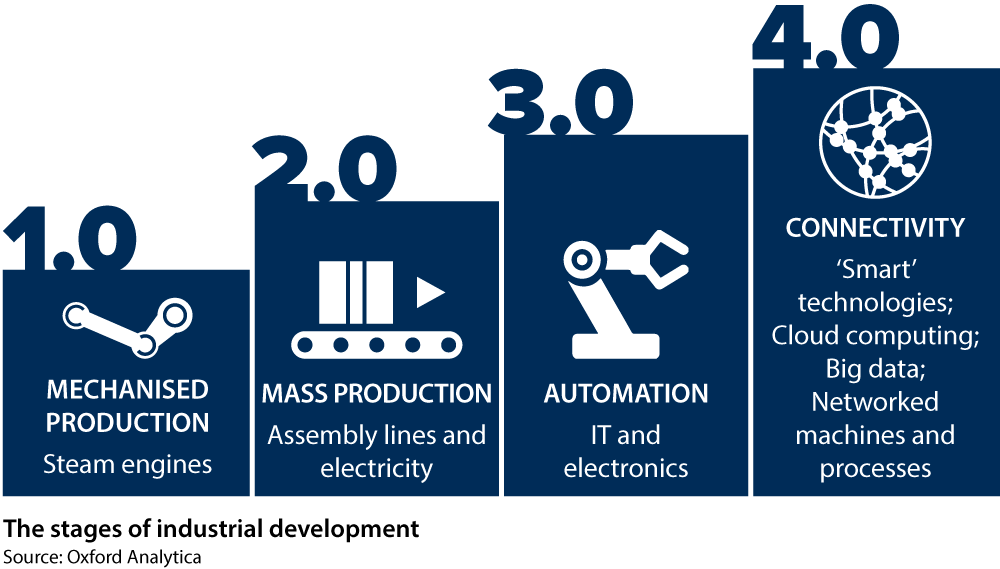 1.0
MECHANISED
PRODUCTION
Steam engines
2.0
MASS PRODUCTION
Assembly lines and
electricity
3.0
AUTOMATION
IT and
electronics
4.0
CONNECTIVITY
‘Smart’
technologies;
Cloud computing;
Big data;
Networked
machines and
processes
The stages of industrial development
Source: Oxford Analytica